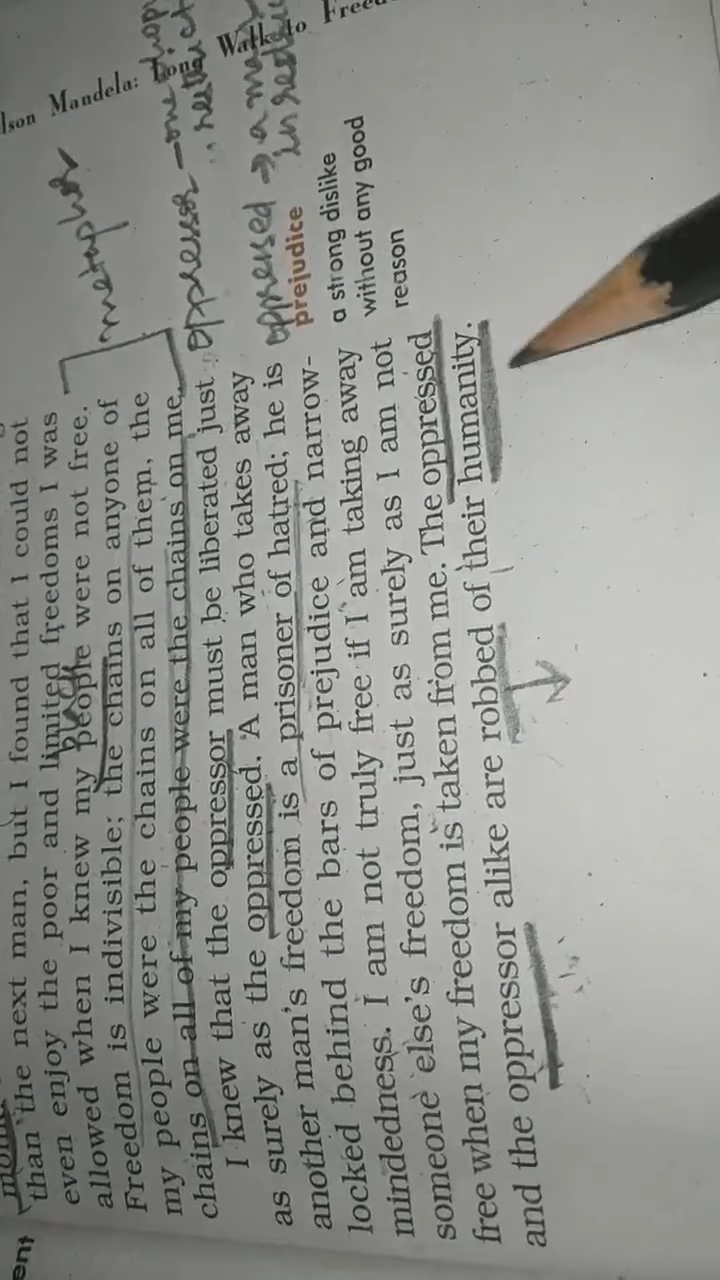 lson Mandela: Long Walk to Freed
metaphor
oppressor
oppressed → a ma
prejudice
a strong dislike
without any good
reason
ent
than the next man, but I found that I could not
even enjoy the poor and limited freedoms I was
black
allowed when I knew my people were not free.
Freedom is indivisible; the chains on anyone of
my people were the chains on all of them, the
chains on all of my people were the chains on me.
I knew that the oppressor must be liberated just
as surely as the oppressed. A man who takes away
another man's freedom is a prisoner of hatred; he is
locked behind the bars of prejudice and narrow-
mindedness. I am not truly free if I am taking away
someone else's freedom, just as surely as I am not
free when my freedom is taken from me. The oppressed
and the oppressor alike are robbed of their humanity.